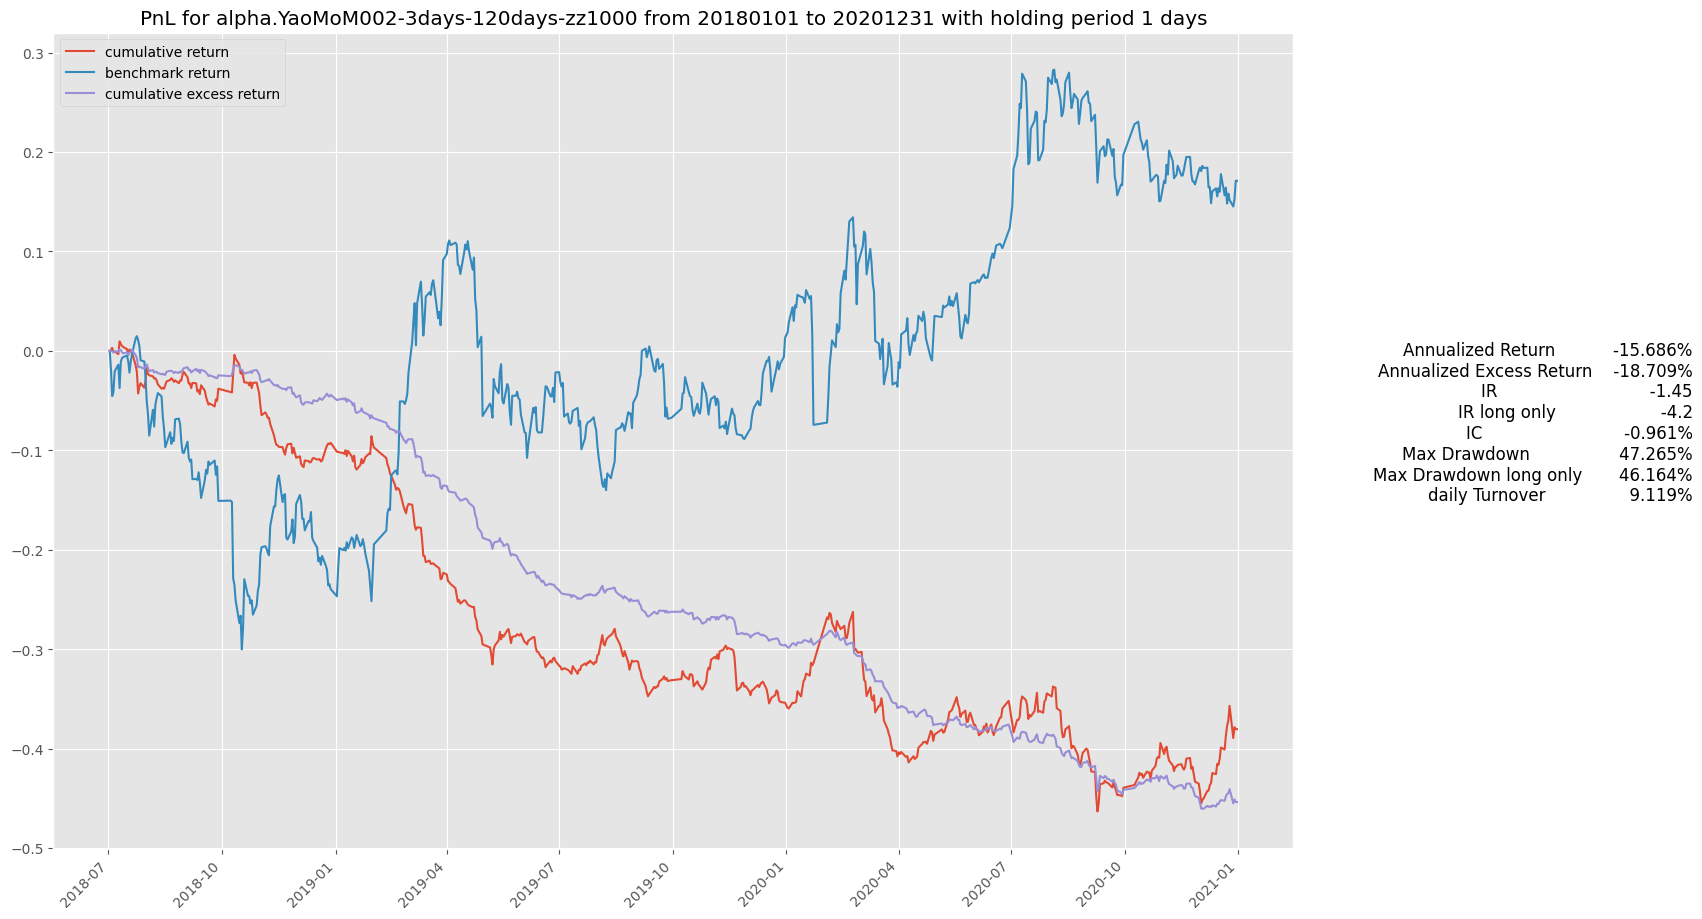 PnL for alpha.YaoMoM002-3days-120days-zz1000 from 20180101 to 20201231 with holding period 1 days
cumulative return
benchmark return
cumulative excess return
0.3
0.2
0.1
0.0
−0.1
−0.2
−0.3
−0.4
−0.5
2018-07
2018-10
2019-01
2019-04
2019-07
2019-10
2020-01
2020-04
2020-07
2020-10
2021-01
Annualized Return -15.686%
Annualized Excess Return -18.709%
IR -1.45
IR long only -4.2
IC -0.961%
Max Drawdown 47.265%
Max Drawdown long only 46.164%
daily Turnover 9.119%